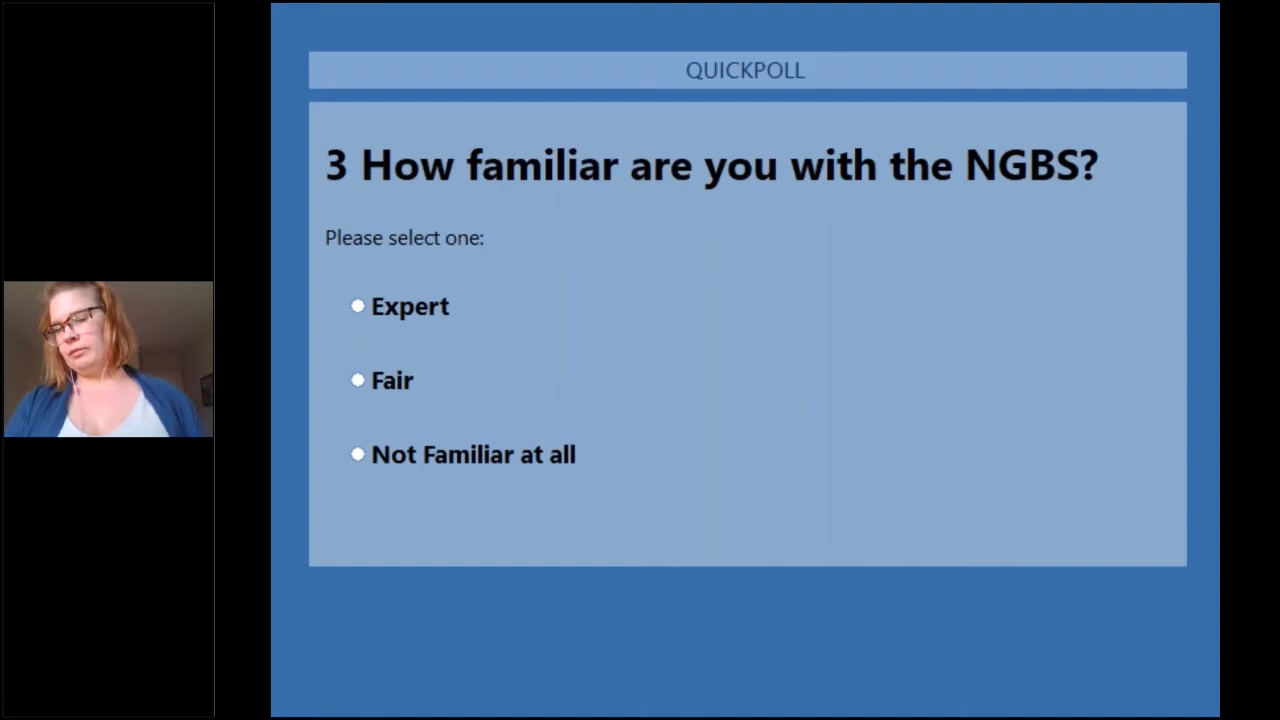 QUICKPOLL
3 How familiar are you with the NGBS?
Please select one:
Expert
Fair
Not Familiar at all